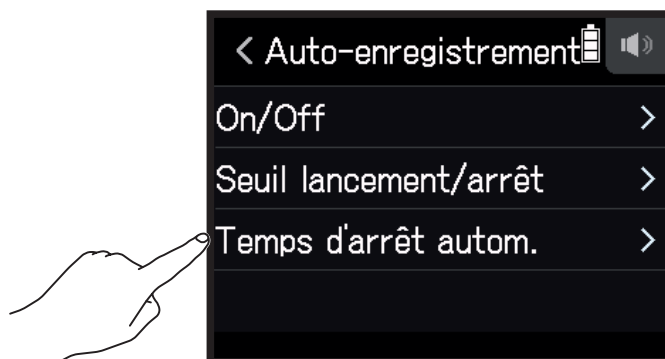 < Auto-enregistrement
On/Off >
Seuil lancement/arrêt >
Temps d'arrêt autom. >